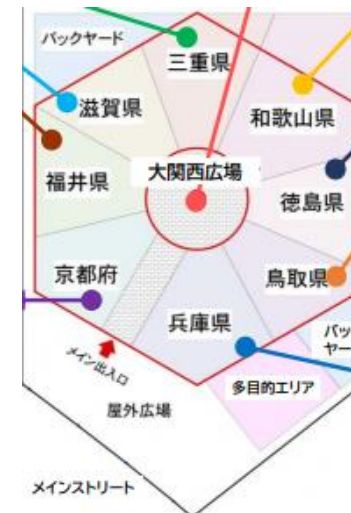 バックヤード
三重県
滋賀県
和歌山県
大関西広場
福井県
徳島県
京都府
鳥取県
兵庫県
バッ
ヤー
メイン出入口
多目的エリア
屋外広場
メインストリート